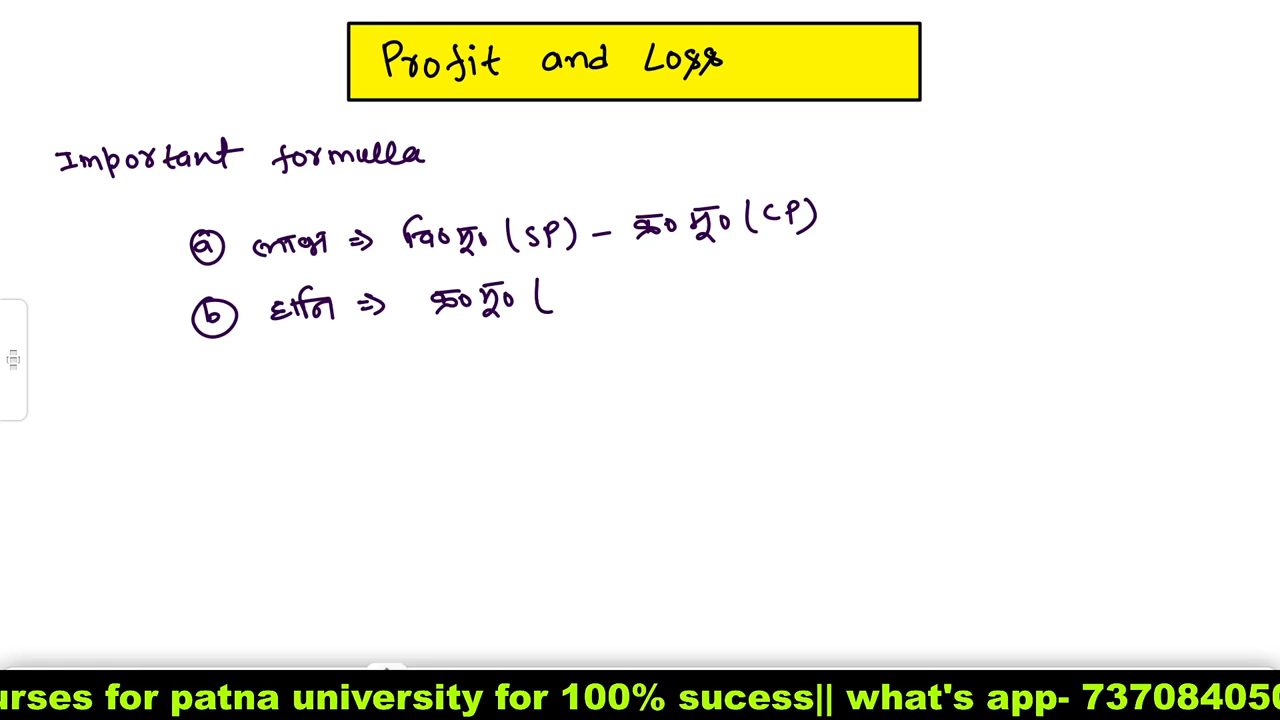 Profit and Loss
Important formulla
a लाभ ⇒ वि० मू० (SP) - क्र० मू० (CP)
b हानि ⇒ क्र० मू० (
urses for patna university for 100% sucess|| what's app- 737084050